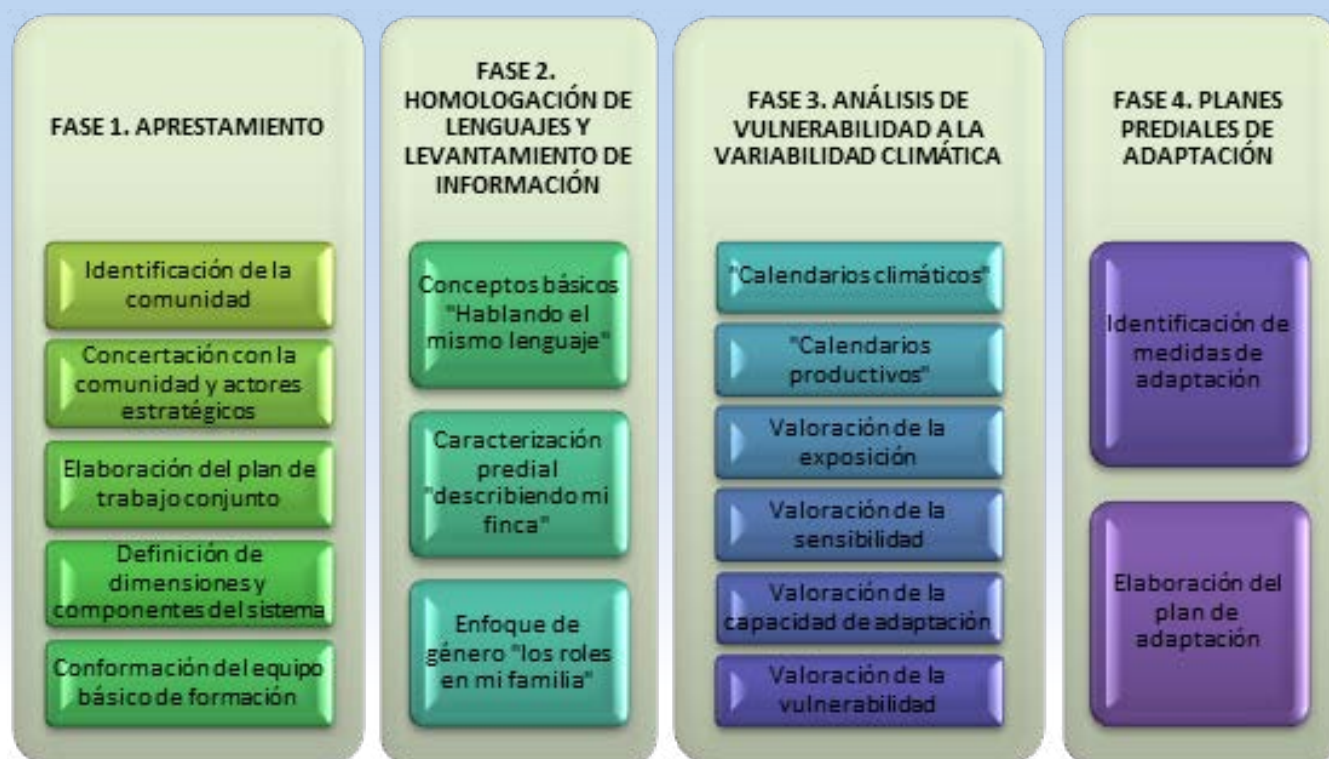 FASE 1. APRESTAMIENTO
Identificación de la
comunidad
Concertación con la
comunidad y actores
estratégicos
Elaboración del plan de
trabajo conjunto
Definición de
dimensiones y
componentes del sistema
Conformación del equipo
básico de formación
FASE 2.
HOMOLOGACIÓN DE
LENGUAJES Y
LEVANTAMIENTO DE
INFORMACIÓN
Conceptos básicos
"Hablando el
mismo lenguaje"
Caracterización
predial
"describiendo mi
finca"
Enfoque de
género "los roles
en mi familia"
FASE 3. ANÁLISIS DE
VULNERABILIDAD A LA
VARIABILIDAD CLIMÁTICA
"Calendarios climáticos"
"Calendarios
productivos"
Valoración de la
exposición
Valoración de la
sensibilidad
Valoración de la
capacidad de adaptación
Valoración de la
vulnerabilidad
FASE 4. PLANES
PREDIALES DE
ADAPTACIÓN
Identificación de
medidas de
adaptación
Elaboración del
plan de
adaptación